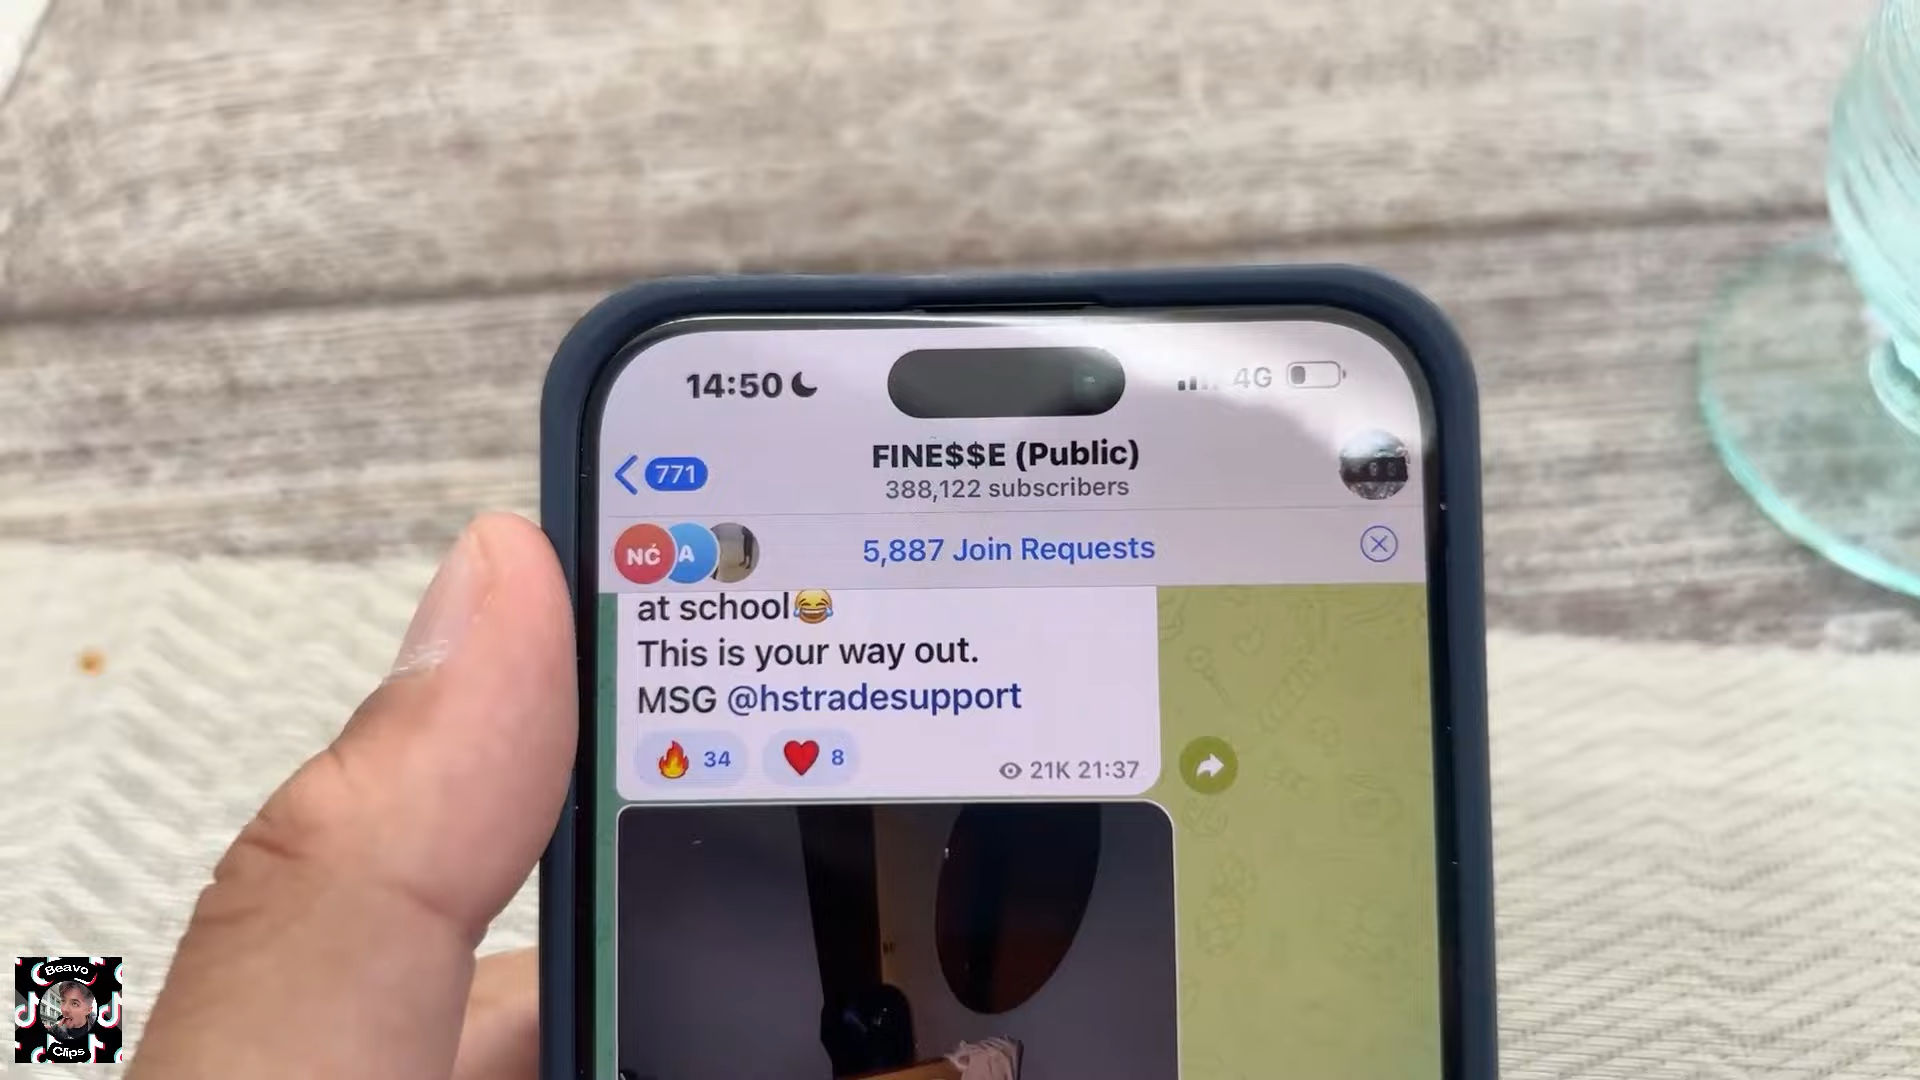 14:50
4G
771
FINE$$E (Public)
388,122 subscribers
NĆ
A
5,887 Join Requests
at school😂
This is your way out.
MSG @hstradesupport
🔥 34
❤️ 8
21K 21:37
Beavo
Clips